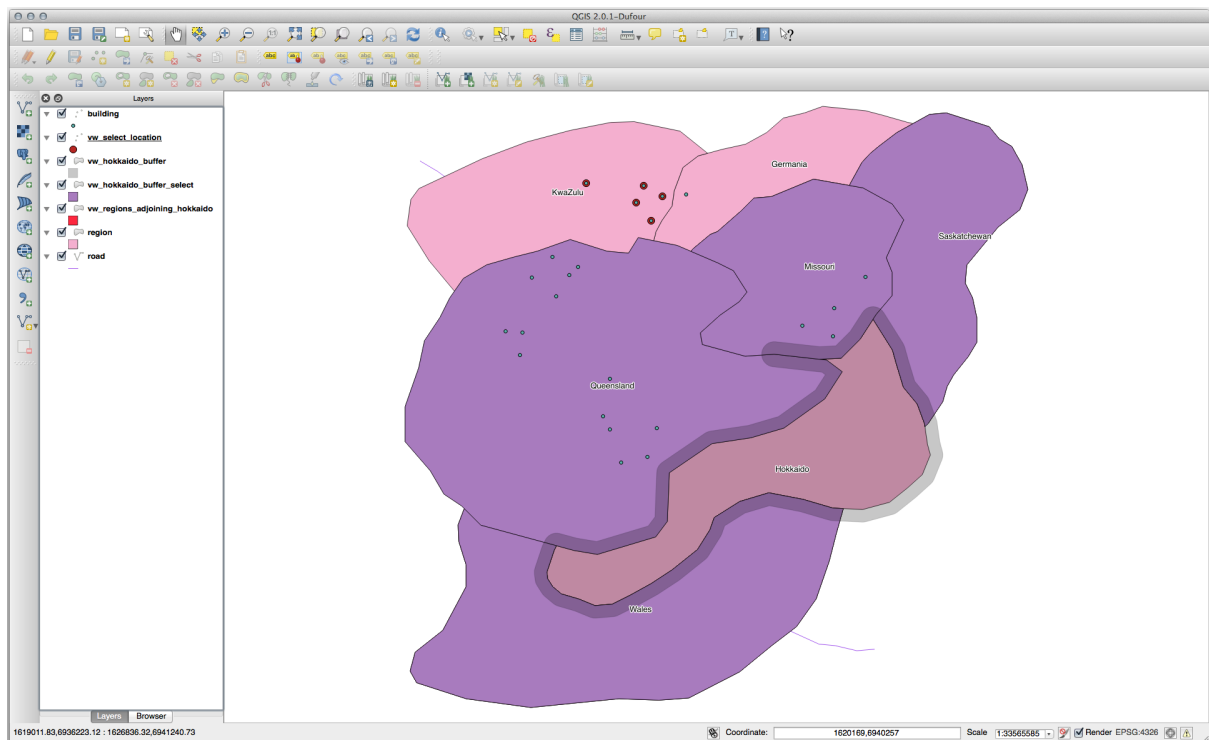 QGIS 2.0.1-Dufour
Layers
building
vw_select_location
vw_hokkaido_buffer
vw_hokkaido_buffer_select
vw_regions_adjoining_hokkaido
region
road
Germania
KwaZulu
Saskatchewan
Missouri
Queensland
Hokkaido
Wales
Layers Browser
1619011.83,6936223.12 : 1626836.32,6941240.73 Coordinate: 1620169,6940257 Scale 1:33565585 Render EPSG:4326